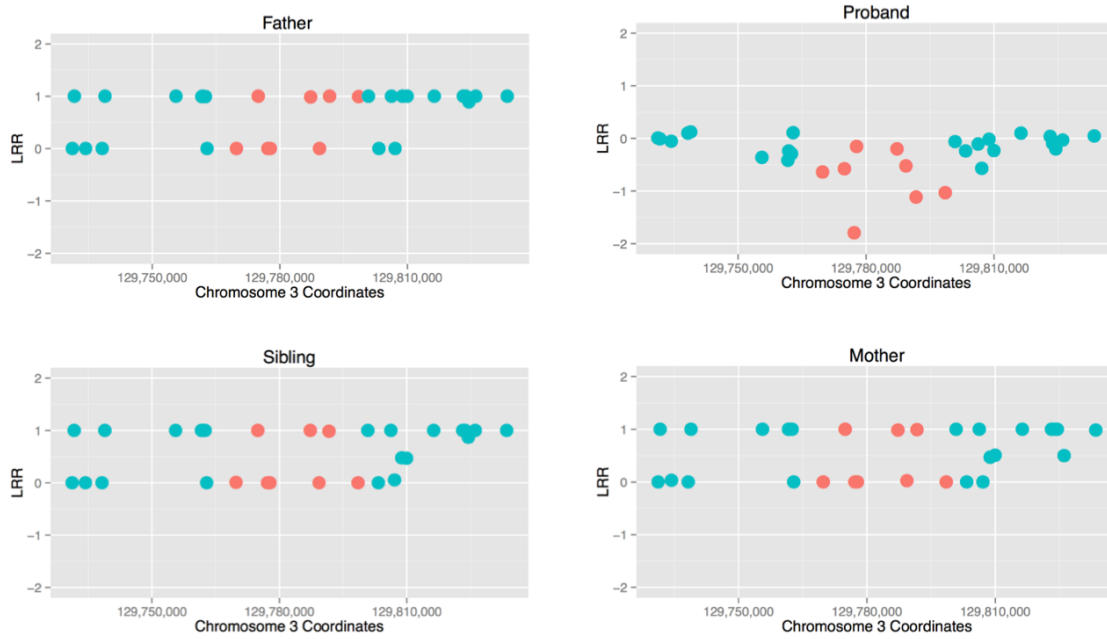 Father
2
1
0
−1
−2
LRR
129,750,000 129,780,000 129,810,000
Chromosome 3 Coordinates
Proband
2
1
0
−1
−2
LRR
129,750,000 129,780,000 129,810,000
Chromosome 3 Coordinates
Sibling
2
1
0
−1
−2
LRR
129,750,000 129,780,000 129,810,000
Chromosome 3 Coordinates
Mother
2
1
0
−1
−2
LRR
129,750,000 129,780,000 129,810,000
Chromosome 3 Coordinates